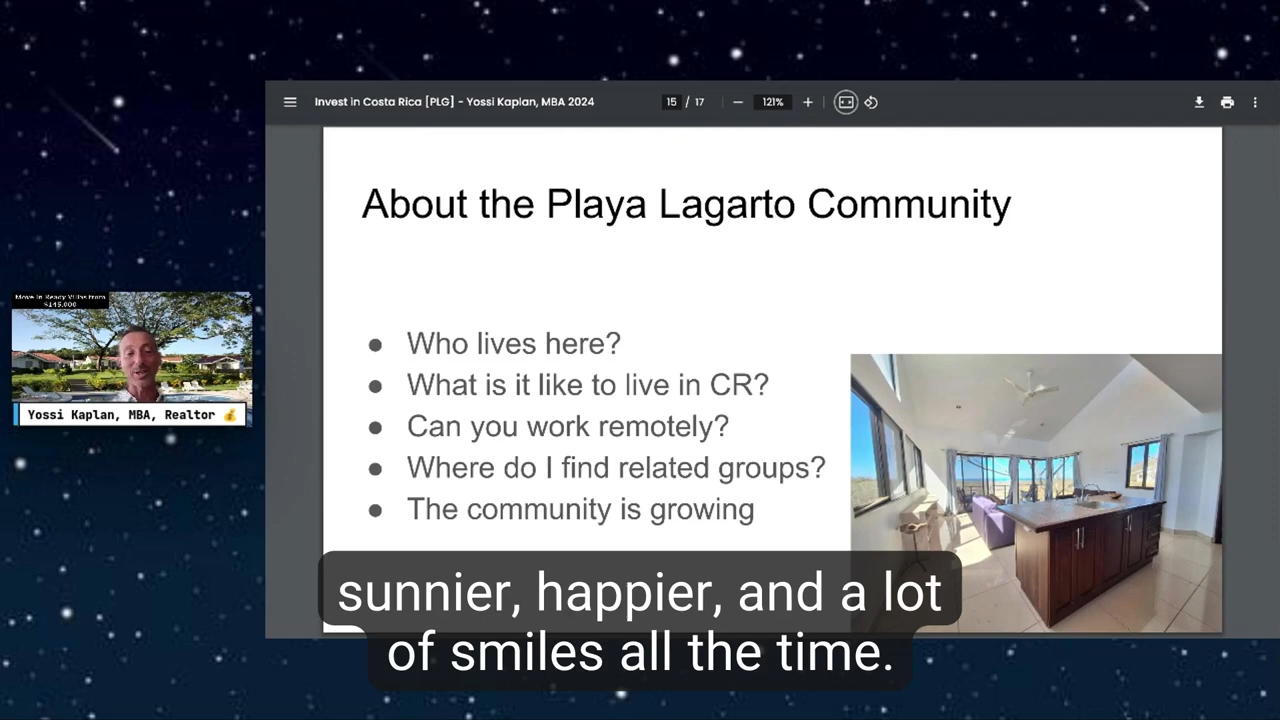 Invest in Costa Rica [PLG] - Yossi Kaplan, MBA 2024
15 / 17
121%
About the Playa Lagarto Community
● Who lives here?
● What is it like to live in CR?
● Can you work remotely?
● Where do I find related groups?
● The community is growing
Move In Ready Villas from
$145,000
Yossi Kaplan, MBA, Realtor 💰
sunnier, happier, and a lot
of smiles all the time.